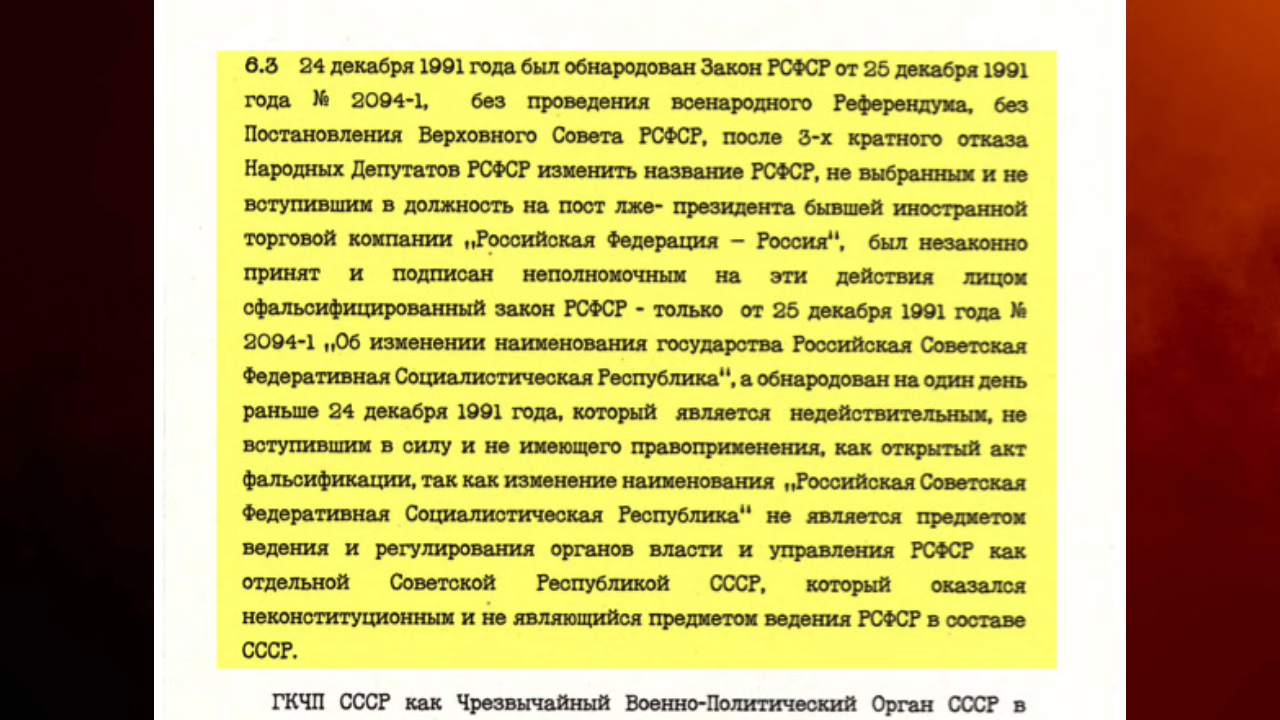 6.3 24 декабря 1991 года был обнародован Закон РСФСР от 25 декабря 1991
года № 2094-1, без проведения всенародного Референдума, без
Постановления Верховного Совета РСФСР, после 3-х кратного отказа
Народных Депутатов РСФСР изменить название РСФСР, не выбранным и не
вступившим в должность на пост лже- президента бывшей иностранной
торговой компании „Российская Федерация – Россия“, был незаконно
принят и подписан неполномочным на эти действия лицом
сфальсифицированный закон РСФСР - только от 25 декабря 1991 года №
2094-1 „Об изменении наименования государства Российская Советская
Федеративная Социалистическая Республика“, а обнародован на один день
раньше 24 декабря 1991 года, который является недействительным, не
вступившим в силу и не имеющего правоприменения, как открытый акт
фальсификации, так как изменение наименования „Российская Советская
Федеративная Социалистическая Республика“ не является предметом
ведения и регулирования органов власти и управления РСФСР как
отдельной Советской Республикой СССР, который оказался
неконституционным и не являющийся предметом ведения РСФСР в составе
СССР.
ГКЧП СССР как Чрезвычайный Военно-Политический Орган СССР в